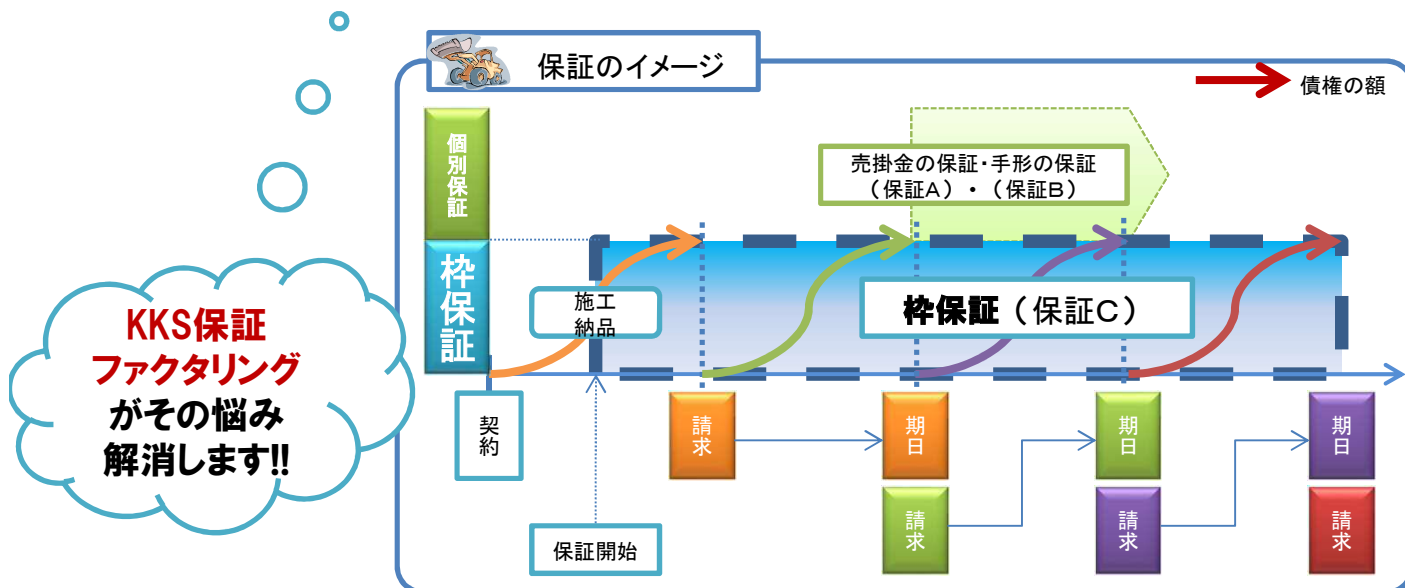 保証のイメージ
債権の額
個別保証
売掛金の保証・手形の保証
（保証A）・（保証B）
枠保証
施工
納品
枠保証（保証C）
KKS保証
ファクタリング
がその悩み
解消します!!
契約
請求
期日
期日
期日
請求
請求
請求
保証開始